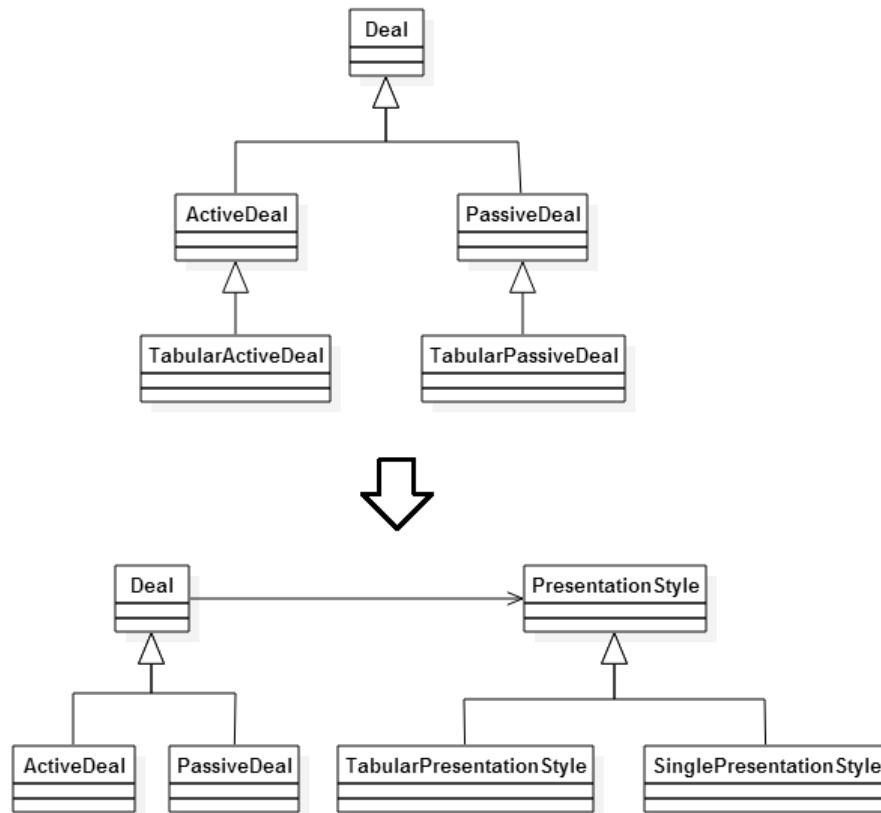 Deal
ActiveDeal
PassiveDeal
TabularActiveDeal
TabularPassiveDeal
Deal
PresentationStyle
ActiveDeal
PassiveDeal
TabularPresentationStyle
SinglePresentationStyle